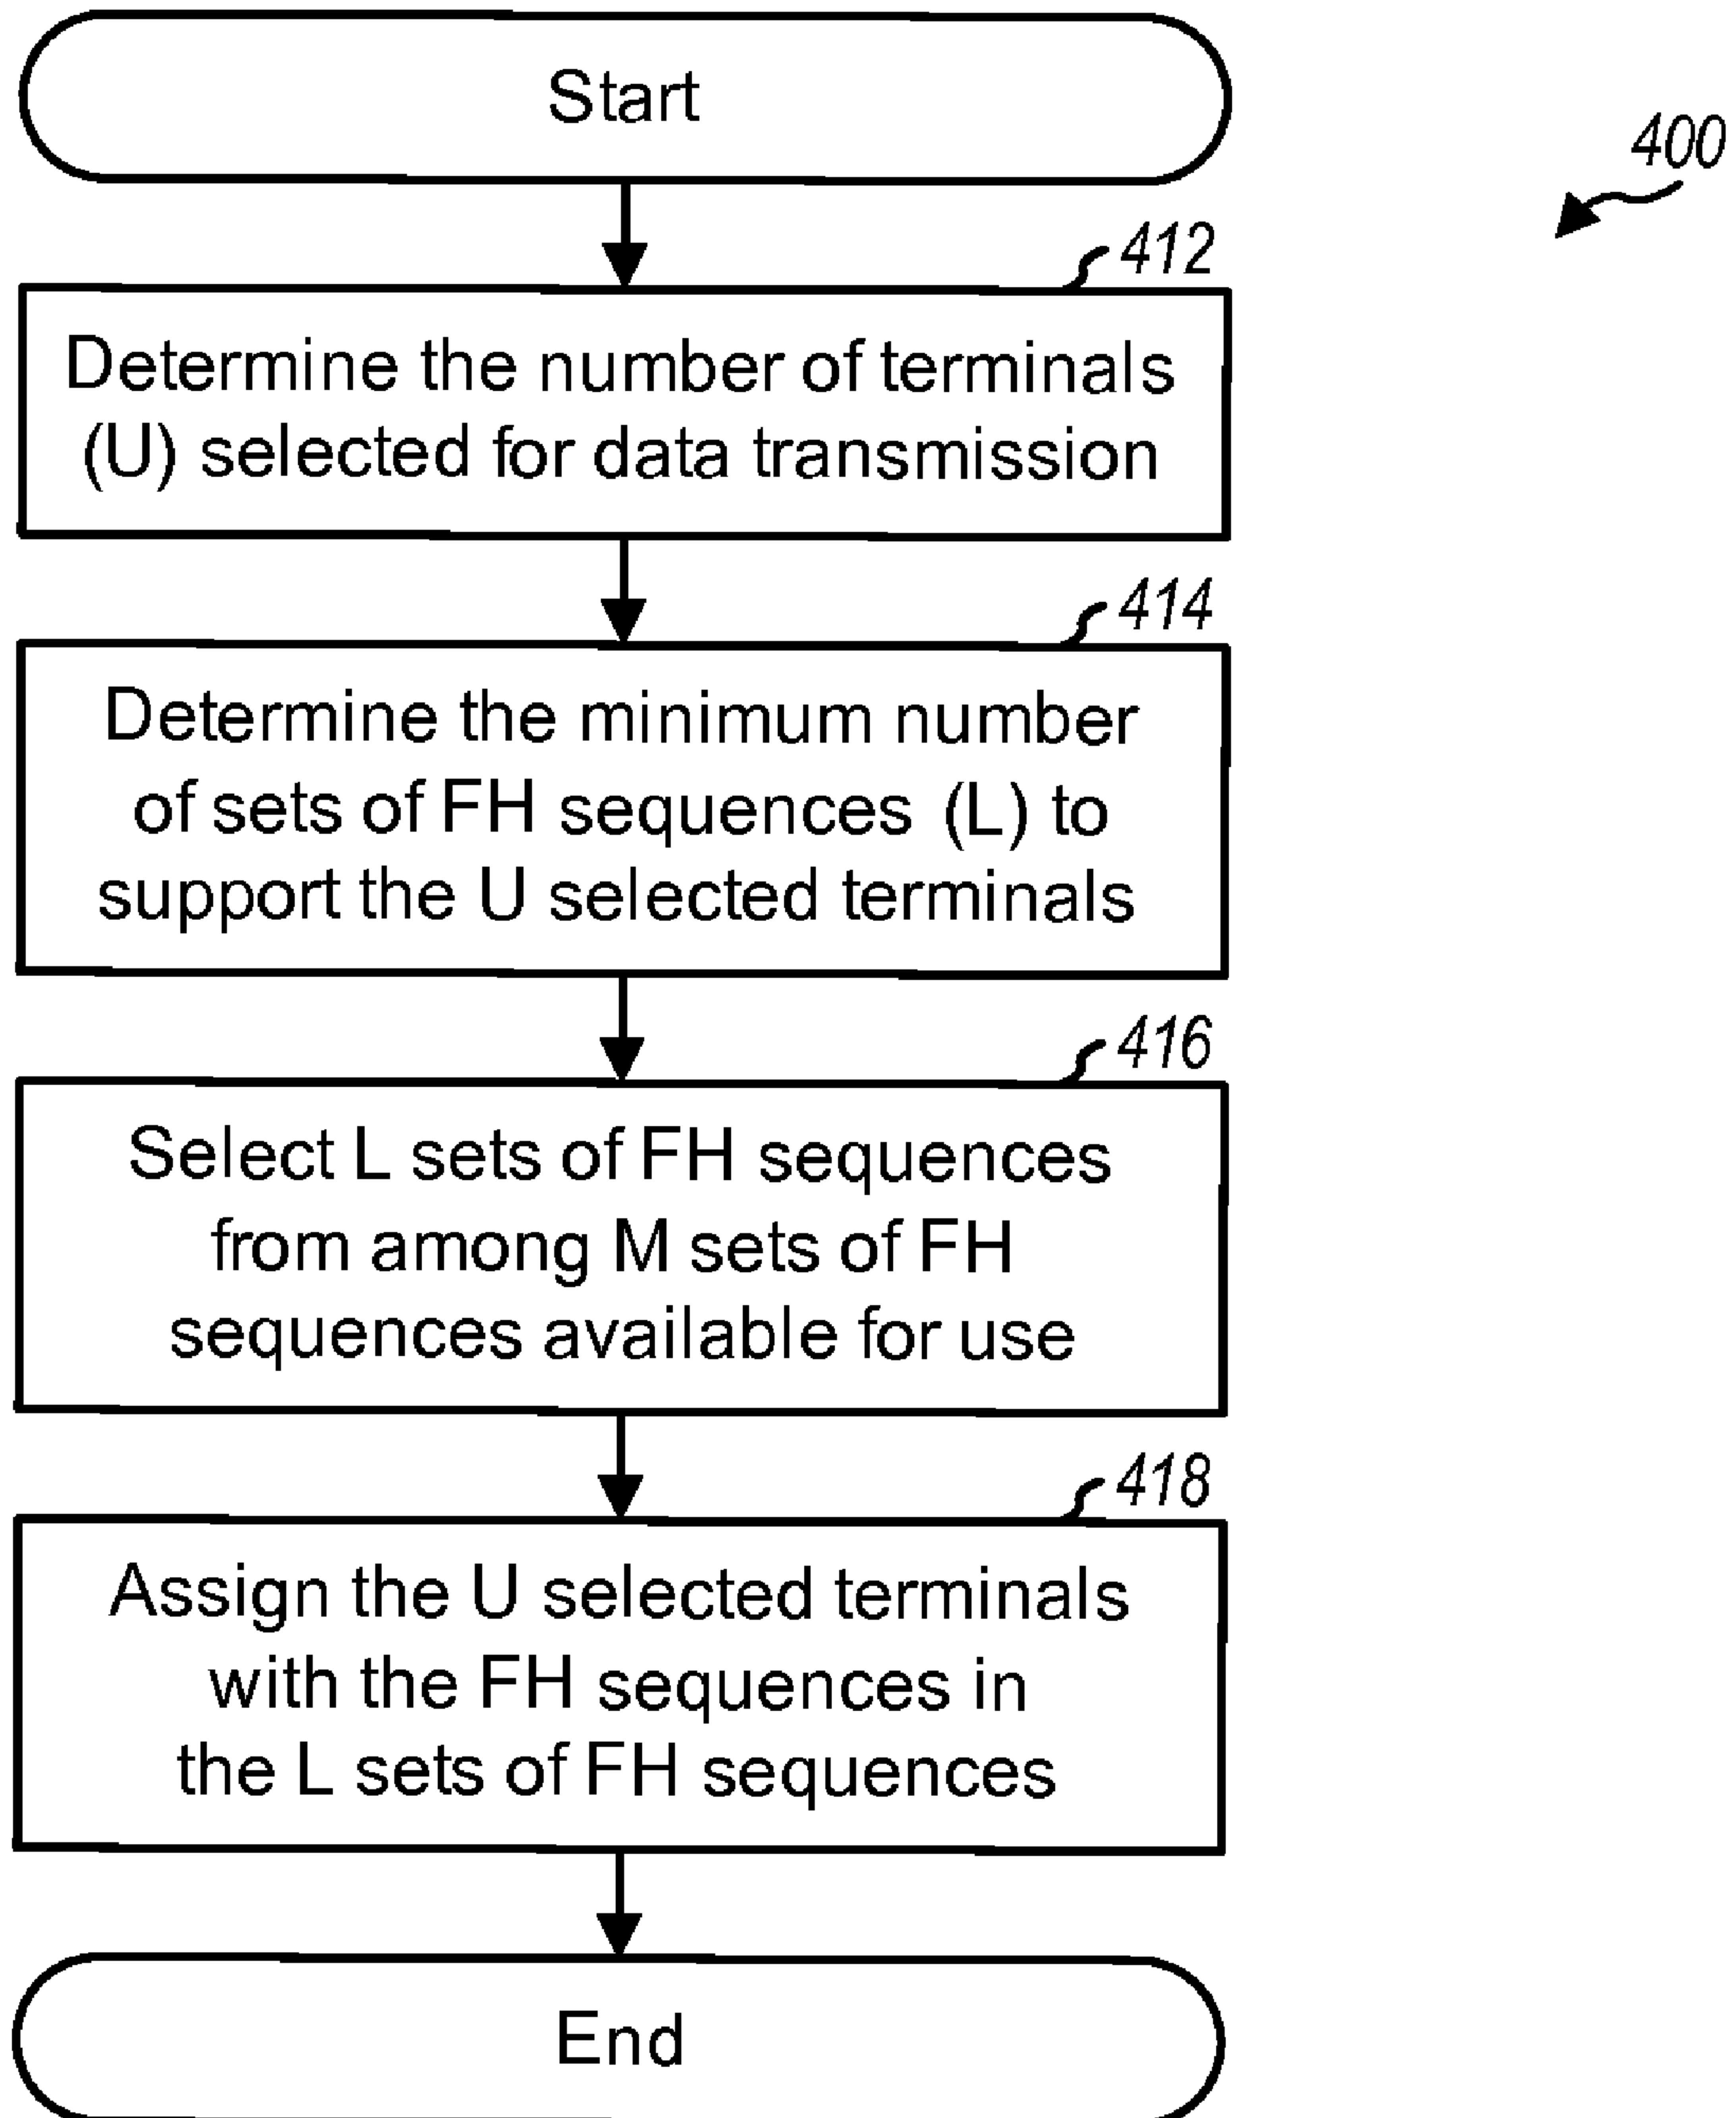 Start
400
412
Determine the number of terminals
(U) selected for data transmission
414
Determine the minimum number
of sets of FH sequences (L) to
support the U selected terminals
416
Select L sets of FH sequences
from among M sets of FH
sequences available for use
418
Assign the U selected terminals
with the FH sequences in
the L sets of FH sequences
End